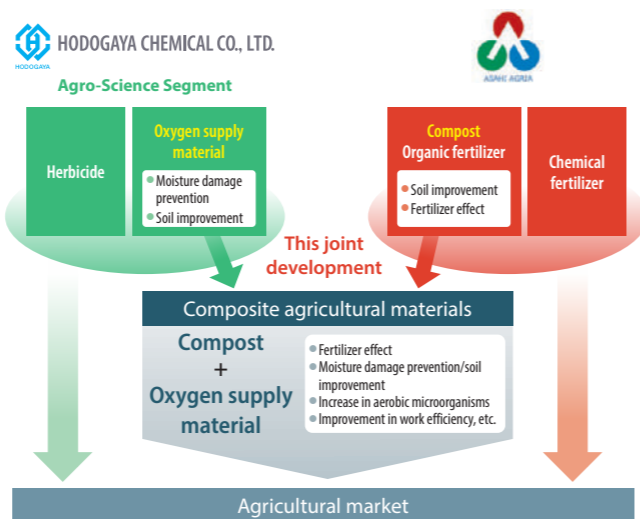 HODOGAYA
HODOGAYA CHEMICAL CO., LTD.
ASAHI AGRIA
Agro-Science Segment
Herbicide
Oxygen supply
material
Moisture damage
prevention
Soil improvement
Compost
Organic fertilizer
Soil improvement
Fertilizer effect
Chemical
fertilizer
This joint
development
Composite agricultural materials
Compost
+
Oxygen supply
material
Fertilizer effect
Moisture damage prevention/soil
improvement
Increase in aerobic microorganisms
Improvement in work efficiency, etc.
Agricultural market